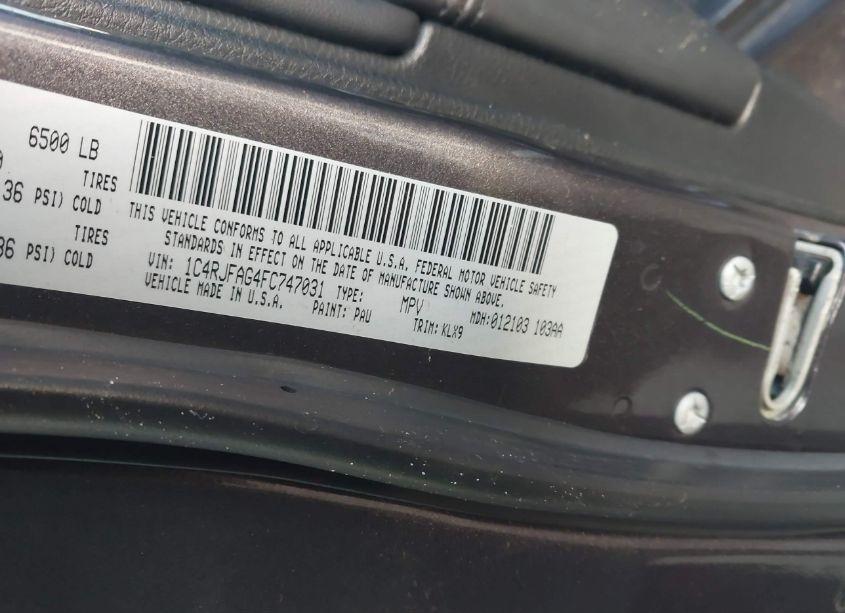 6500 LB
TIRES
36 PSI) COLD
TIRES
36 PSI) COLD
THIS VEHICLE CONFORMS TO ALL APPLICABLE U.S.A. FEDERAL MOTOR VEHICLE SAFETY
STANDARDS IN EFFECT ON THE DATE OF MANUFACTURE SHOWN ABOVE.
VIN: 1C4RJFAG4FC747031 TYPE: MPV MDH:012103 103AA
VEHICLE MADE IN U.S.A. PAINT: PAU TRIM: KLX9